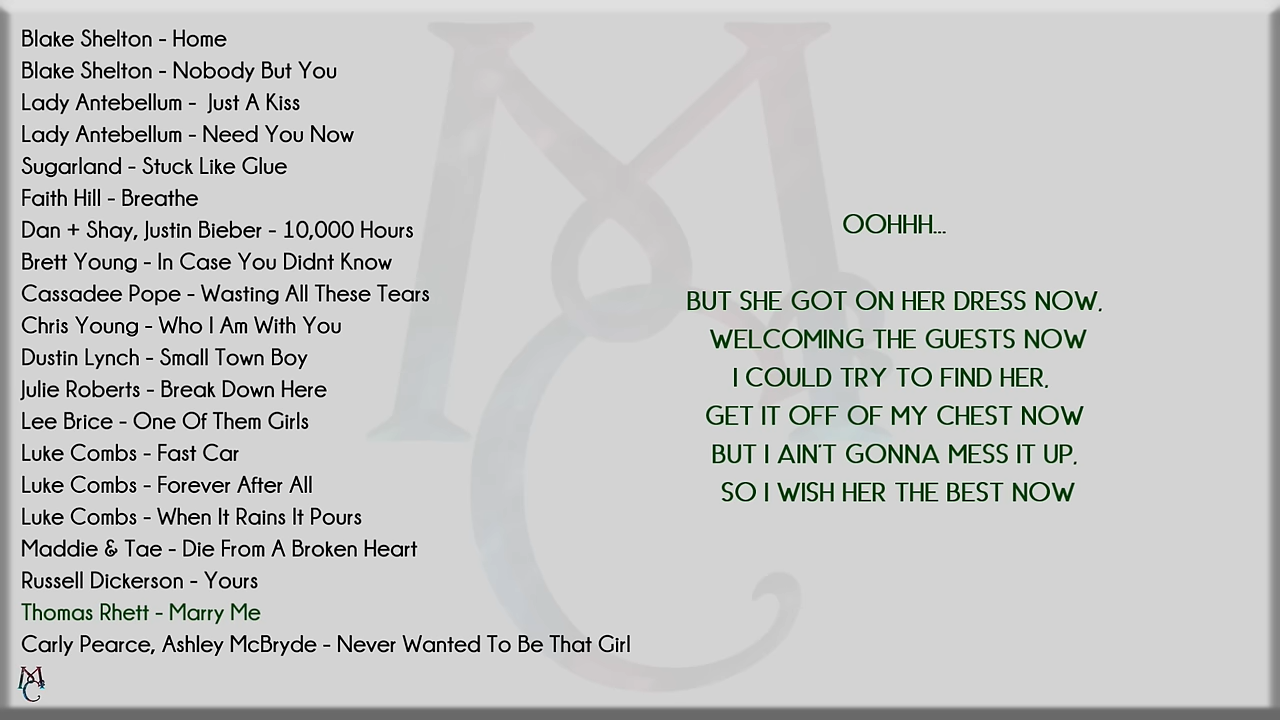 Blake Shelton - Home
Blake Shelton - Nobody But You
Lady Antebellum -  Just A Kiss
Lady Antebellum - Need You Now
Sugarland - Stuck Like Glue
Faith Hill - Breathe
Dan + Shay, Justin Bieber - 10,000 Hours
Brett Young - In Case You Didnt Know
Cassadee Pope - Wasting All These Tears
Chris Young - Who I Am With You
Dustin Lynch - Small Town Boy
Julie Roberts - Break Down Here
Lee Brice - One Of Them Girls
Luke Combs - Fast Car
Luke Combs - Forever After All
Luke Combs - When It Rains It Pours
Maddie & Tae - Die From A Broken Heart
Russell Dickerson - Yours
Thomas Rhett - Marry Me
Carly Pearce, Ashley McBryde - Never Wanted To Be That Girl
OOHHH...
BUT SHE GOT ON HER DRESS NOW,
WELCOMING THE GUESTS NOW
I COULD TRY TO FIND HER,
GET IT OFF OF MY CHEST NOW
BUT I AIN'T GONNA MESS IT UP,
SO I WISH HER THE BEST NOW